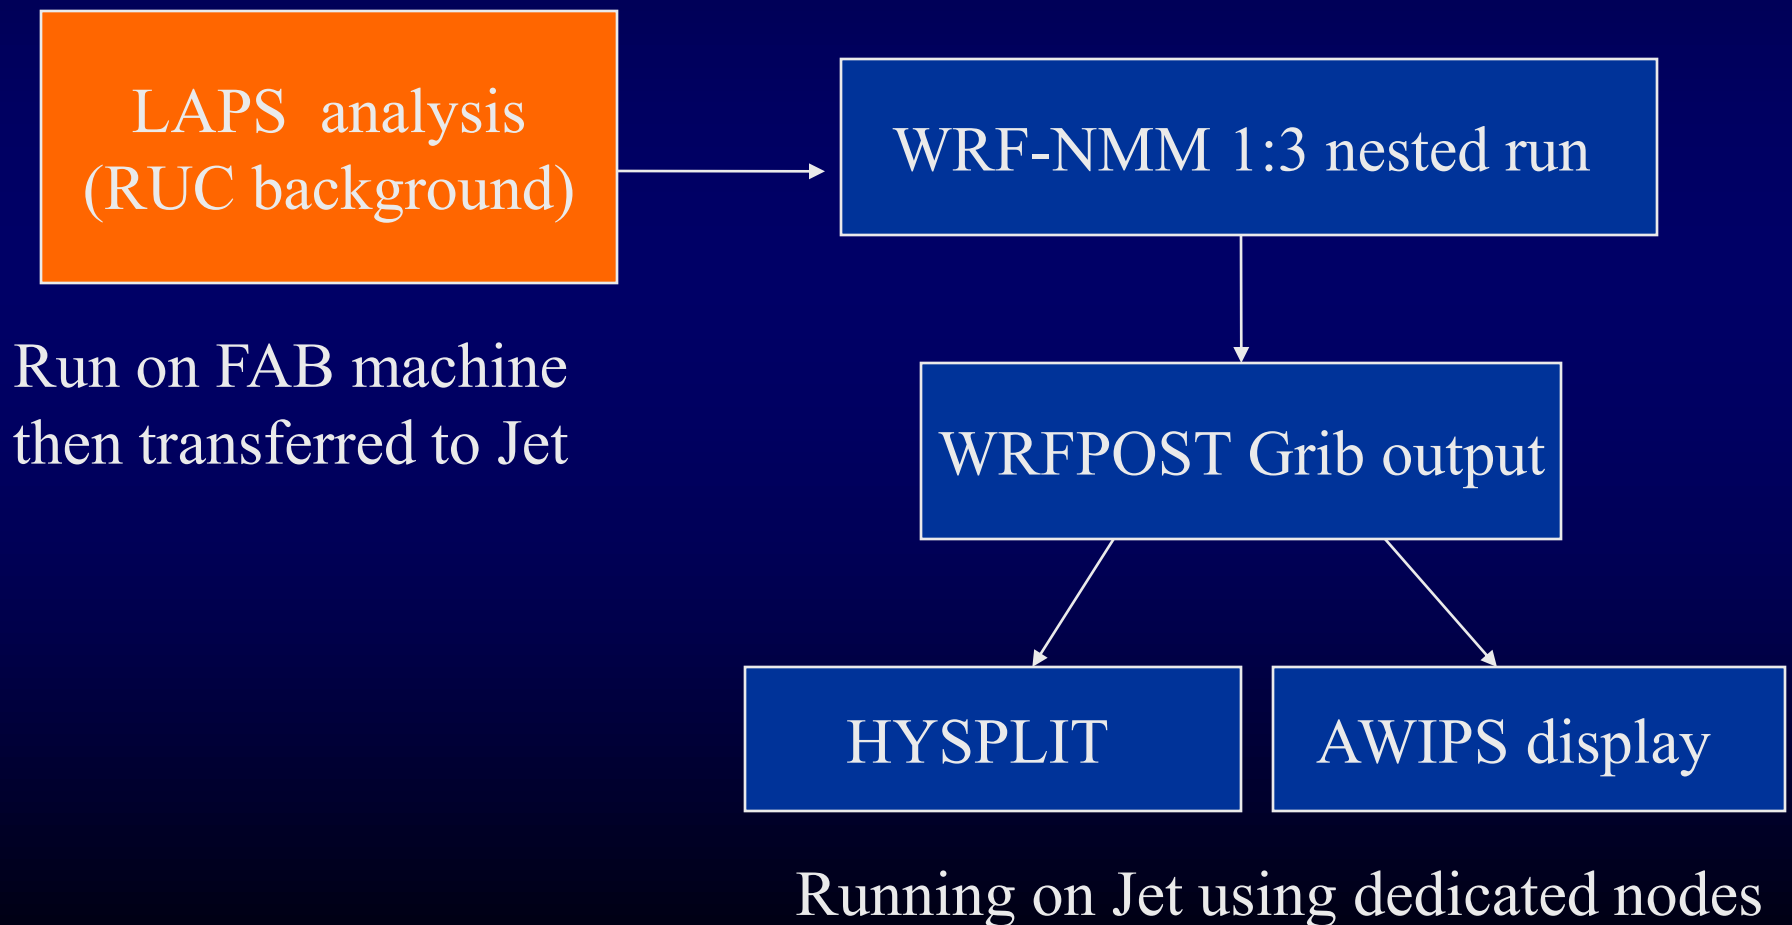 LAPS analysis
(RUC background)
WRF-NMM 1:3 nested run
Run on FAB machine
then transferred to Jet
WRFPOST Grib output
HYSPLIT
AWIPS display
Running on Jet using dedicated nodes